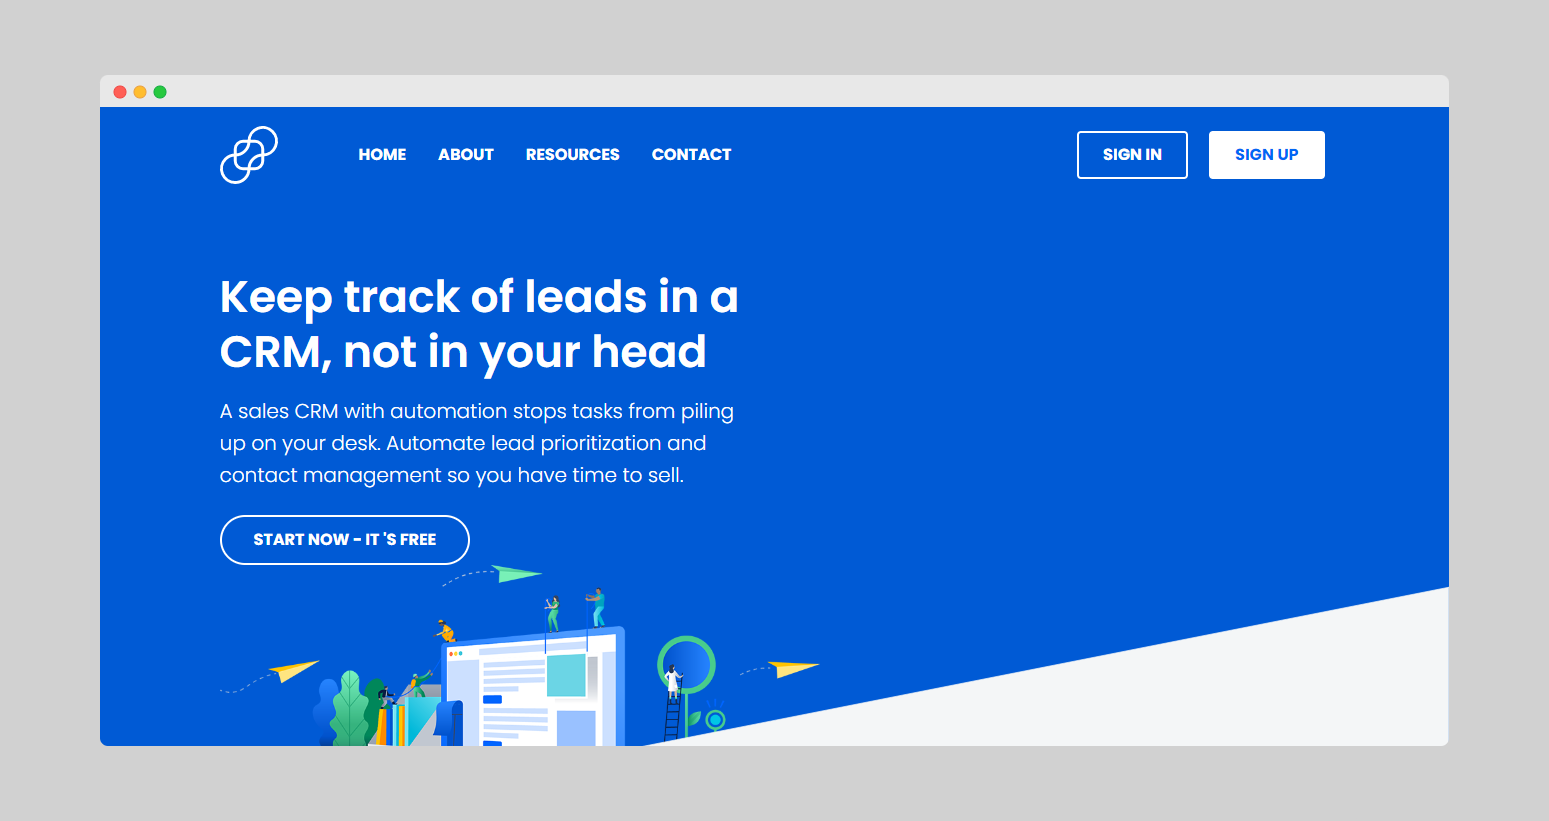 HOME ABOUT RESOURCES CONTACT SIGN IN SIGN UP
Keep track of leads in a
CRM, not in your head
A sales CRM with automation stops tasks from piling
up on your desk. Automate lead prioritization and
contact management so you have time to sell.
START NOW - IT 'S FREE